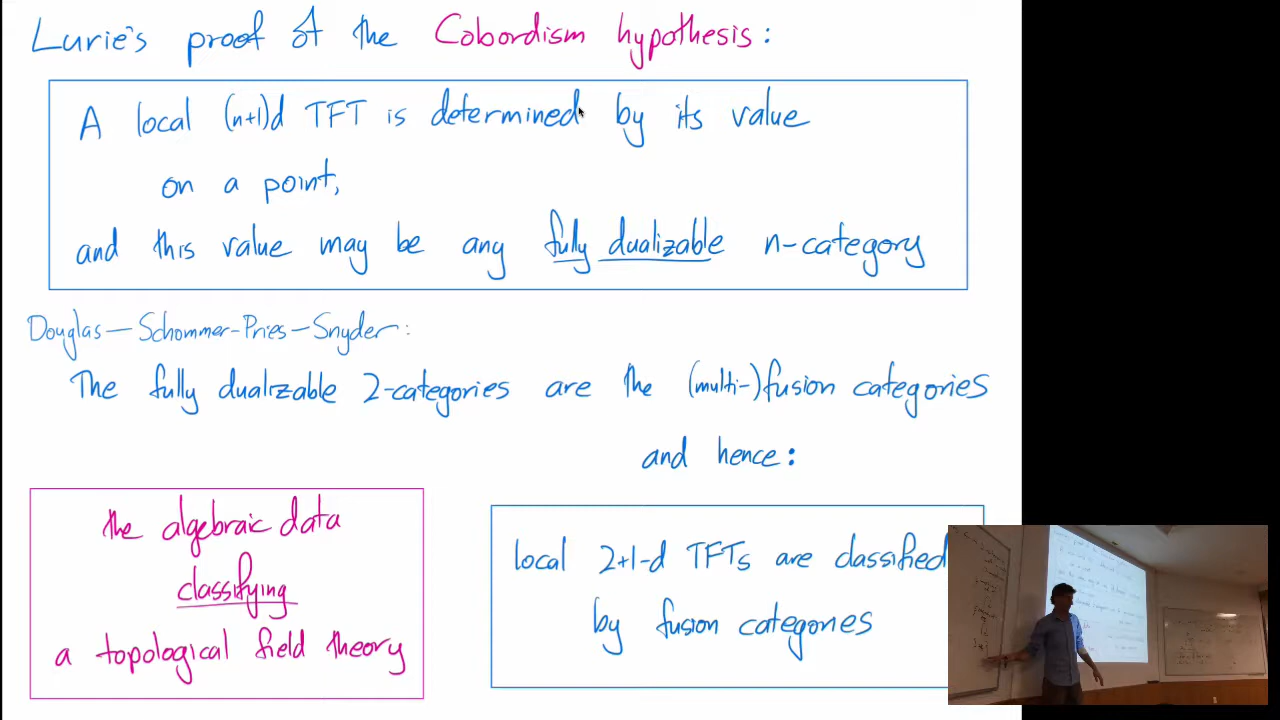 Lurie's proof of the Cobordism hypothesis:
A local (n+1)d TFT is determined by its value
on a point,
and this value may be any fully dualizable n-category
Douglas—Schommer-Pries—Snyder:
The fully dualizable 2-categories are the (multi-)fusion categories
and hence:
the algebraic data
classifying
a topological field theory
local 2+1-d TFTs are classified
by fusion categories